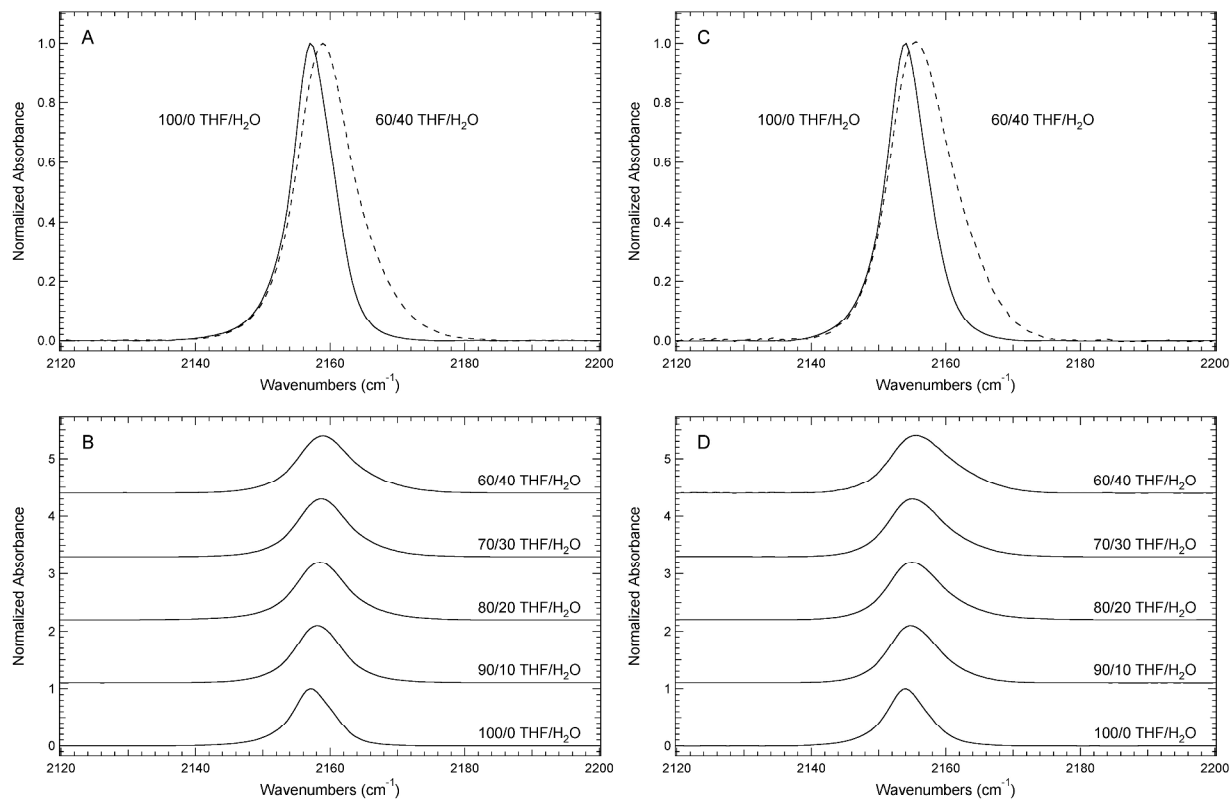 A
1.0
0.8
0.6
0.4
0.2
0.0
Normalized Absorbance
100/0 THF/H₂O
60/40 THF/H₂O
2120 2140 2160 2180 2200
Wavenumbers (cm⁻¹)
C
1.0
0.8
0.6
0.4
0.2
0.0
Normalized Absorbance
100/0 THF/H₂O
60/40 THF/H₂O
2120 2140 2160 2180 2200
Wavenumbers (cm⁻¹)
B
5
4
3
2
1
0
Normalized Absorbance
60/40 THF/H₂O
70/30 THF/H₂O
80/20 THF/H₂O
90/10 THF/H₂O
100/0 THF/H₂O
2120 2140 2160 2180 2200
Wavenumbers (cm⁻¹)
D
5
4
3
2
1
0
Normalized Absorbance
60/40 THF/H₂O
70/30 THF/H₂O
80/20 THF/H₂O
90/10 THF/H₂O
100/0 THF/H₂O
2120 2140 2160 2180 2200
Wavenumbers (cm⁻¹)